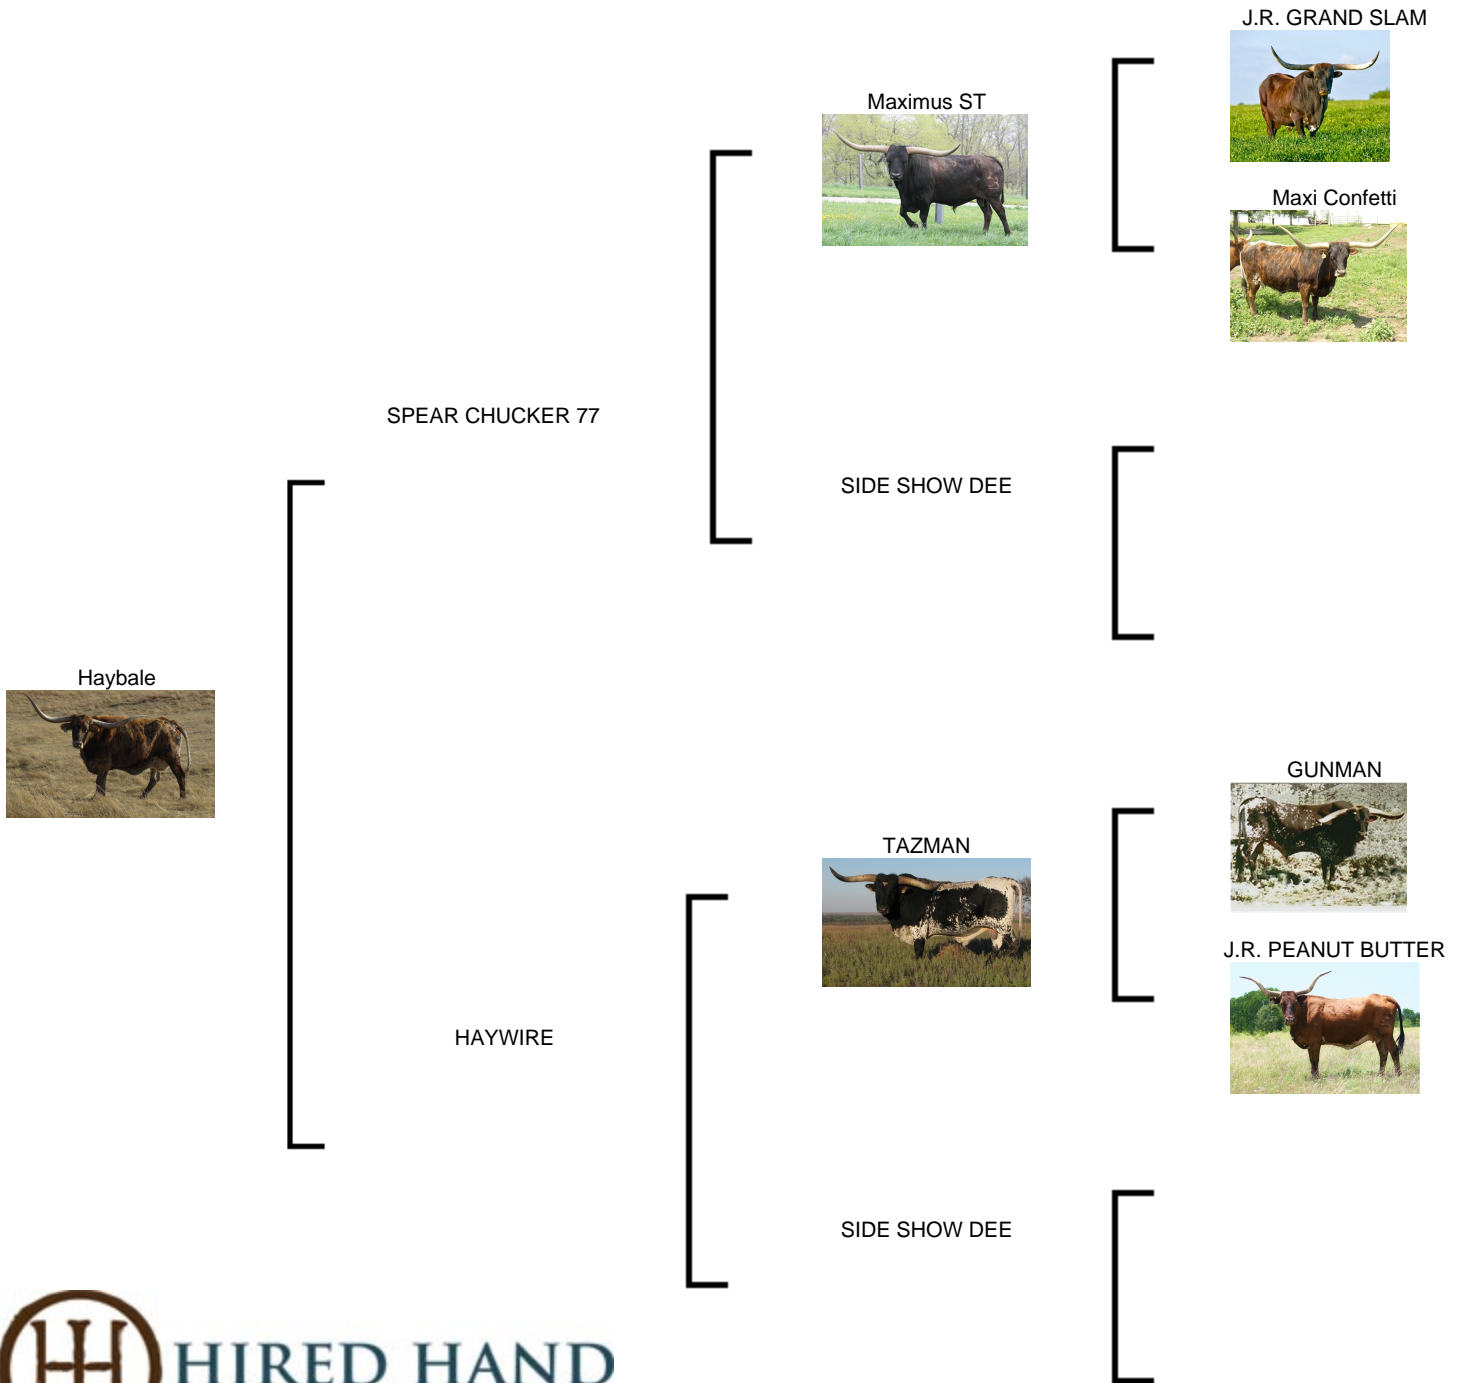 J.R. GRAND SLAM
Maximus ST
Maxi Confetti
SPEAR CHUCKER 77
SIDE SHOW DEE
Haybale
GUNMAN
TAZMAN
J.R. PEANUT BUTTER
HAYWIRE
SIDE SHOW DEE
HIRED HAND